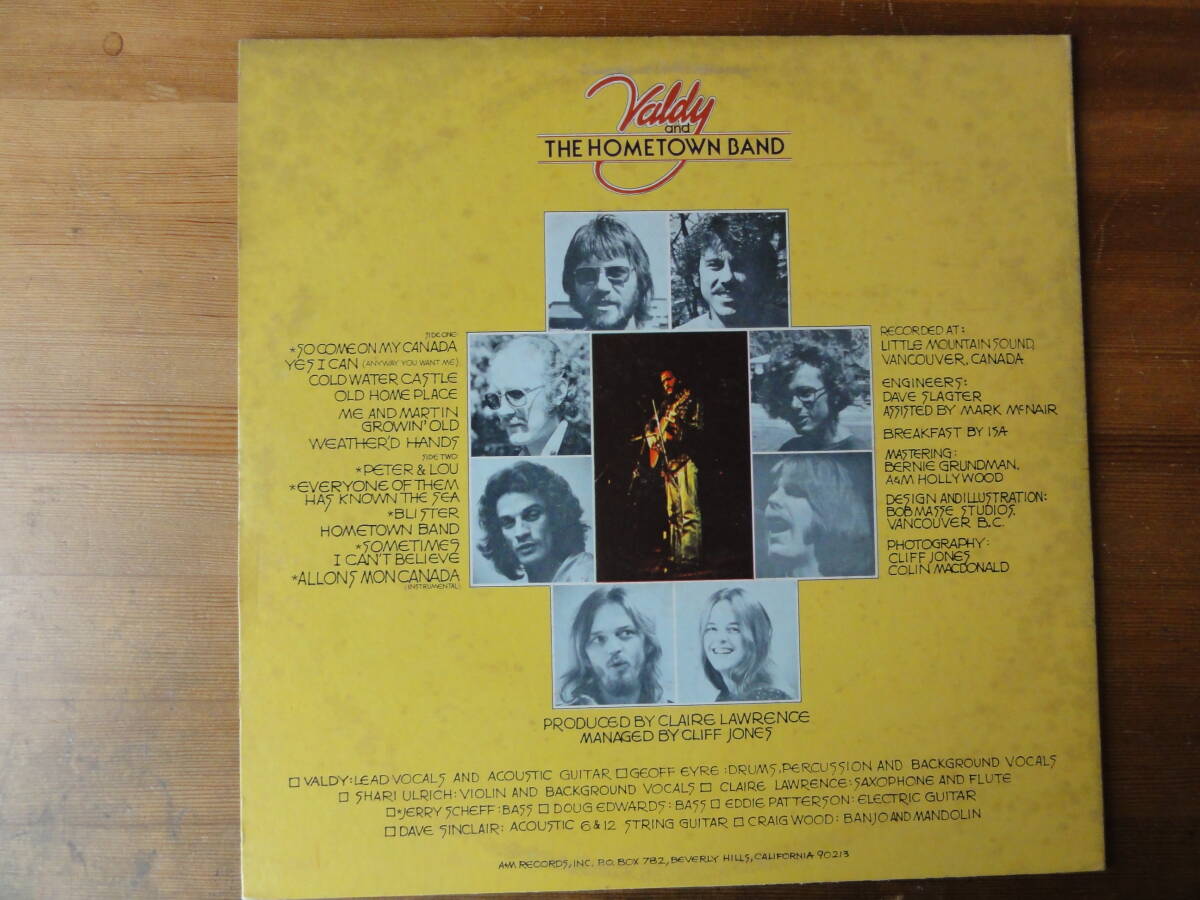 Valdy
and
THE HOMETOWN BAND
SIDE ONE:
*SO COME ON MY CANADA
YES I CAN (ANYWAY YOU WANT ME)
COLD WATER CASTLE
OLD HOME PLACE
ME AND MARTIN
GROWIN' OLD
WEATHER'D HANDS
SIDE TWO:
*PETER & LOU
*EVERYONE OF THEM
HAS KNOWN THE SEA
*BLISTER
HOMETOWN BAND
*SOMETIMES
I CAN'T BELIEVE
*ALLONS MON CANADA
(INSTRUMENTAL)
RECORDED AT:
LITTLE MOUNTAIN SOUND,
VANCOUVER, CANADA
ENGINEERS:
DAVE SLAGTER
ASSISTED BY MARK McNAIR
BREAKFAST BY ISA
MASTERING:
BERNIE GRUNDMAN,
A&M HOLLYWOOD
DESIGN AND ILLUSTRATION:
BOB MASSE STUDIOS,
VANCOUVER B.C.
PHOTOGRAPHY:
CLIFF JONES
COLIN MACDONALD
PRODUCED BY CLAIRE LAWRENCE
MANAGED BY CLIFF JONES
□ VALDY: LEAD VOCALS AND ACOUSTIC GUITAR □ GEOFF EYRE: DRUMS, PERCUSSION AND BACKGROUND VOCALS
□ SHARI ULRICH: VIOLIN AND BACKGROUND VOCALS □ CLAIRE LAWRENCE: SAXOPHONE AND FLUTE
□ *JERRY SCHEFF: BASS □ DOUG EDWARDS: BASS □ EDDIE PATTERSON: ELECTRIC GUITAR
□ DAVE SINCLAIR: ACOUSTIC 6 & 12 STRING GUITAR □ CRAIG WOOD: BANJO AND MANDOLIN
A&M RECORDS, INC. P.O. BOX 782, BEVERLY HILLS, CALIFORNIA 90213